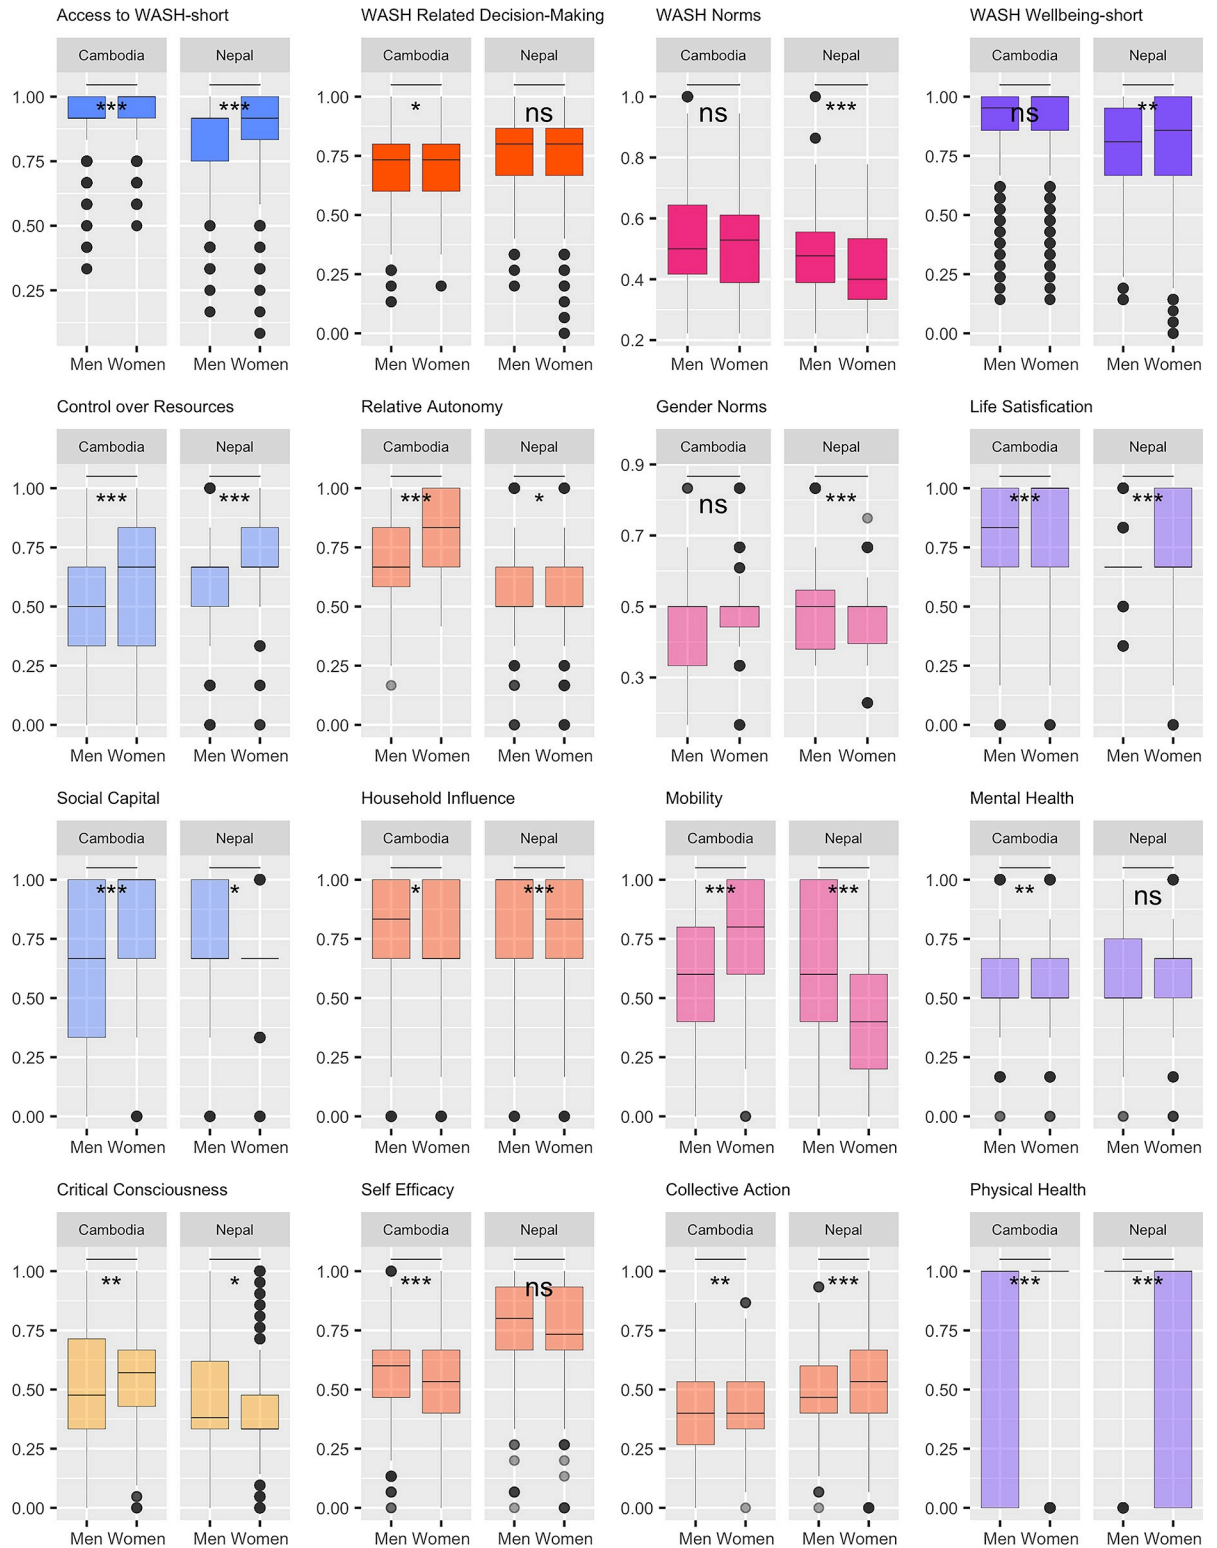 Access to WASH-short WASH Related Decision-Making WASH Norms WASH Wellbeing-short
Cambodia Nepal Cambodia Nepal Cambodia Nepal Cambodia Nepal
1.00 *** *** 1.00 * ns 1.0 ns *** 1.00 ns **
0.75 0.75 0.8 0.75
0.50 0.50 0.6 0.50
0.25 0.25 0.4 0.25
0.00 0.2 0.00
Men Women Men Women Men Women Men Women Men Women Men Women Men Women Men Women
Control over Resources Relative Autonomy Gender Norms Life Satisfication
Cambodia Nepal Cambodia Nepal Cambodia Nepal Cambodia Nepal
1.00 *** *** 1.00 *** * 0.9 ns *** 1.00 *** ***
0.75 0.75 0.7 0.75
0.50 0.50 0.5 0.50
0.25 0.25 0.3 0.25
0.00 0.00 0.00
Men Women Men Women Men Women Men Women Men Women Men Women Men Women Men Women
Social Capital Household Influence Mobility Mental Health
Cambodia Nepal Cambodia Nepal Cambodia Nepal Cambodia Nepal
1.00 *** * 1.00 * *** 1.00 *** *** 1.00 ** ns
0.75 0.75 0.75 0.75
0.50 0.50 0.50 0.50
0.25 0.25 0.25 0.25
0.00 0.00 0.00 0.00
Men Women Men Women Men Women Men Women Men Women Men Women Men Women Men Women
Critical Consciousness Self Efficacy Collective Action Physical Health
Cambodia Nepal Cambodia Nepal Cambodia Nepal Cambodia Nepal
1.00 ** * 1.00 *** ns 1.00 ** *** 1.00 *** ***
0.75 0.75 0.75 0.75
0.50 0.50 0.50 0.50
0.25 0.25 0.25 0.25
0.00 0.00 0.00 0.00
Men Women Men Women Men Women Men Women Men Women Men Women Men Women Men Women